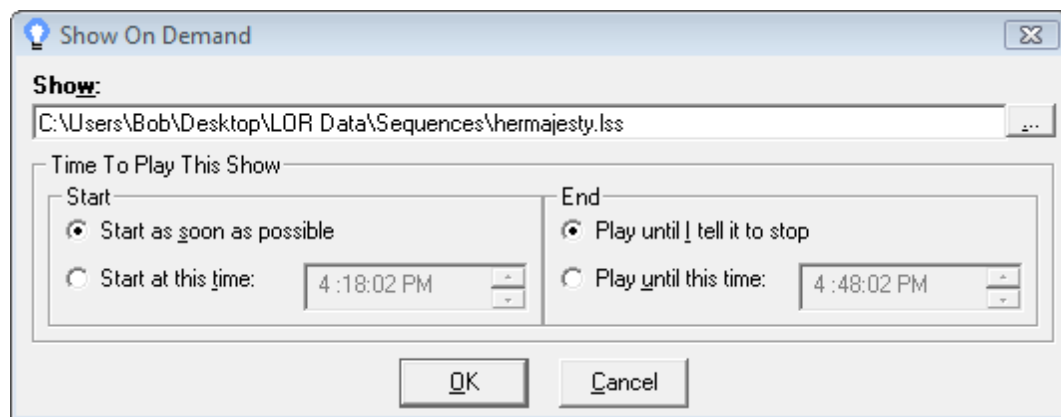 Show On Demand
Show:
C:\Users\Bob\Desktop\LOR Data\Sequences\hermajesty.lss
...
Time To Play This Show
Start
Start as soon as possible
Start at this time:
4 :18:02 PM
End
Play until I tell it to stop
Play until this time:
4 :48:02 PM
OK
Cancel